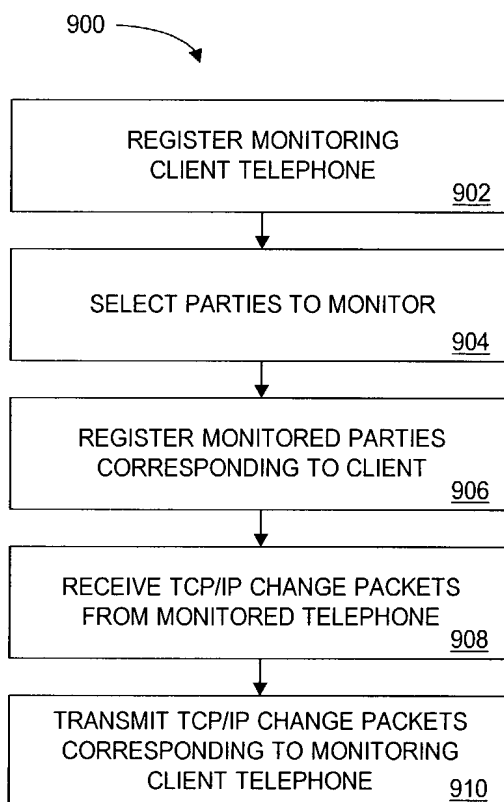 900
REGISTER MONITORING
CLIENT TELEPHONE
902
SELECT PARTIES TO MONITOR
904
REGISTER MONITORED PARTIES
CORRESPONDING TO CLIENT
906
RECEIVE TCP/IP CHANGE PACKETS
FROM MONITORED TELEPHONE
908
TRANSMIT TCP/IP CHANGE PACKETS
CORRESPONDING TO MONITORING
CLIENT TELEPHONE
910